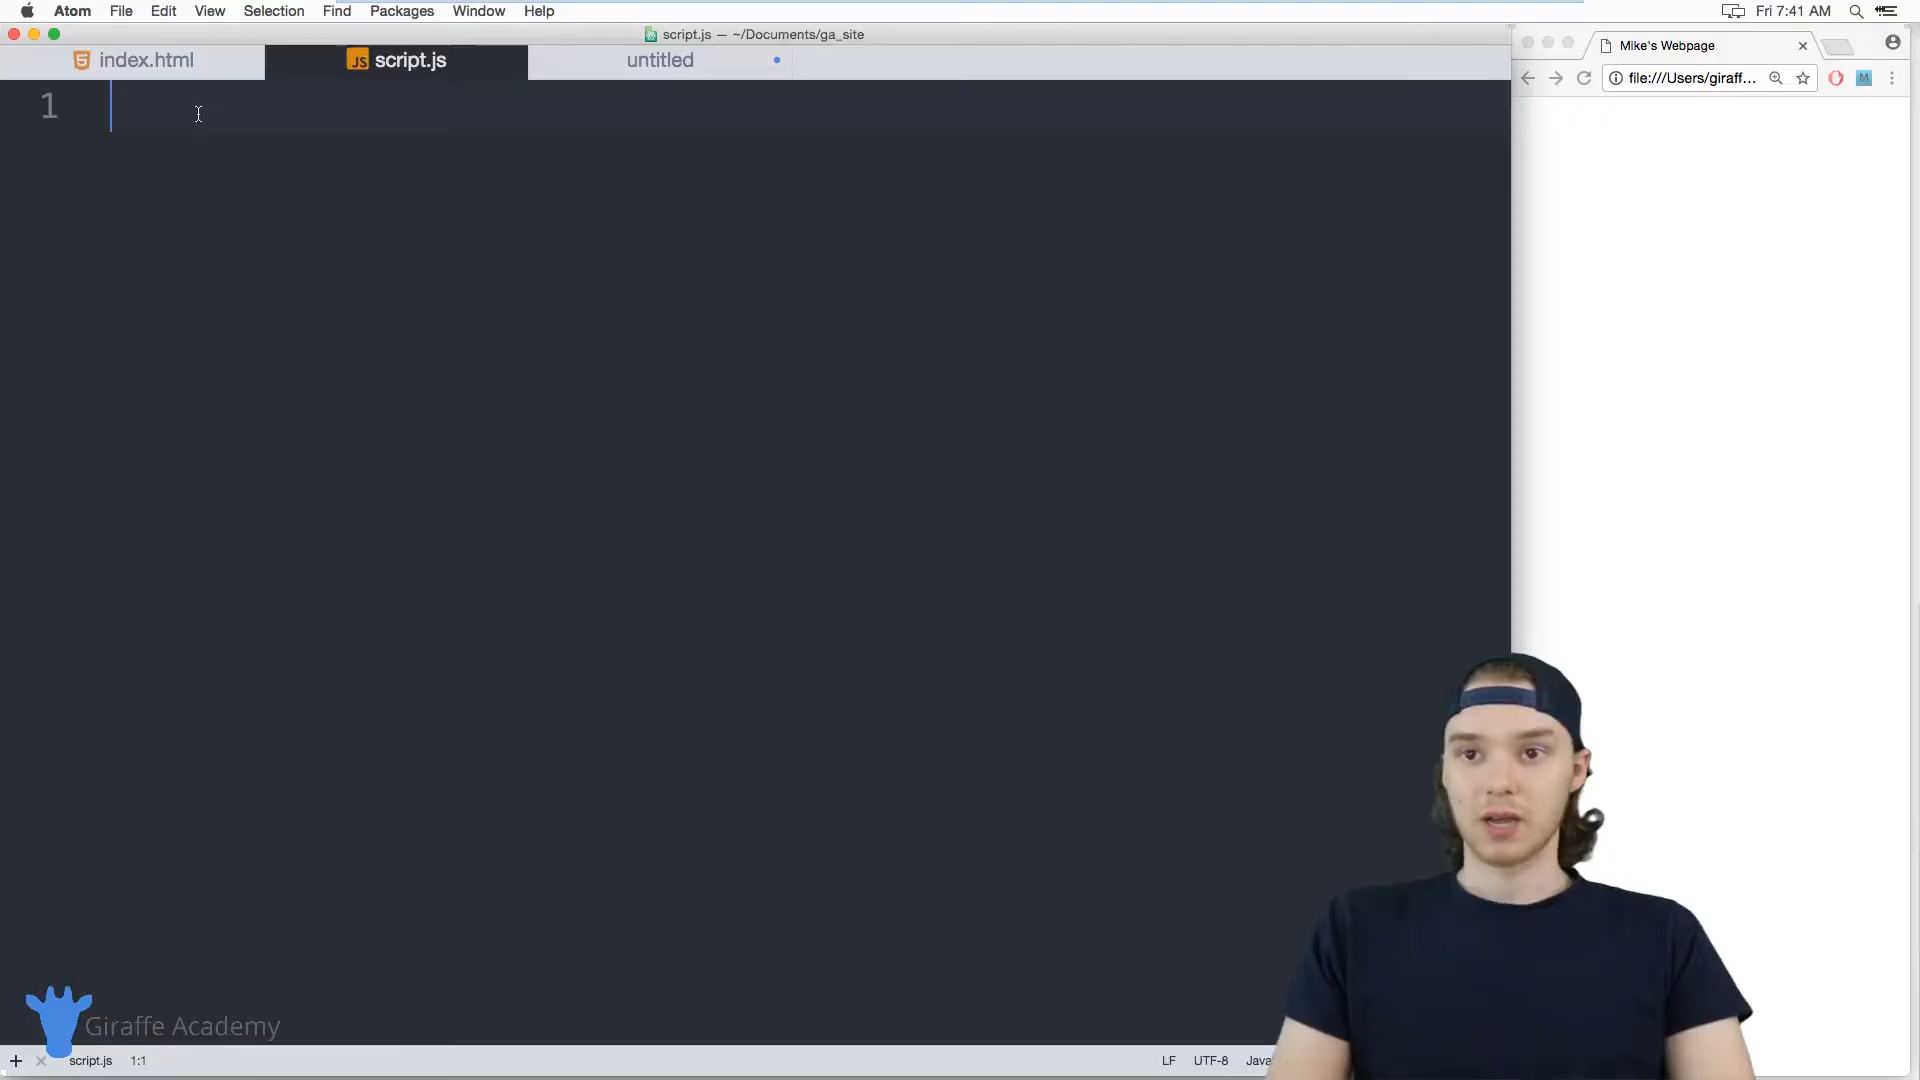 Atom File Edit View Selection Find Packages Window Help
Fri 7:41 AM
script.js — ~/Documents/ga_site
index.html
JS script.js
untitled
Mike's Webpage
file:///Users/giraff...
M
1
Giraffe Academy
script.js 1:1
LF UTF-8 Java